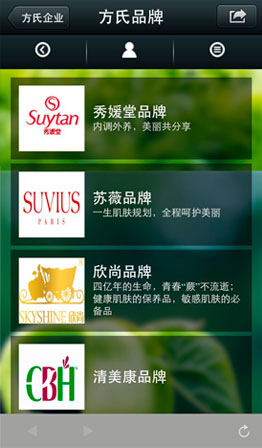 方氏企业
方氏品牌
Suytan
秀媛堂
秀媛堂品牌
内调外养，美丽共分享
SUVIUS
PARIS
苏薇品牌
一生肌肤规划，全程呵护美丽
SKYSHINE 欣尚
欣尚品牌
四亿年的生命，青春“蕨”不流逝；
健康肌肤的保养品，敏感肌肤的必
备品
CBH
清美康品牌